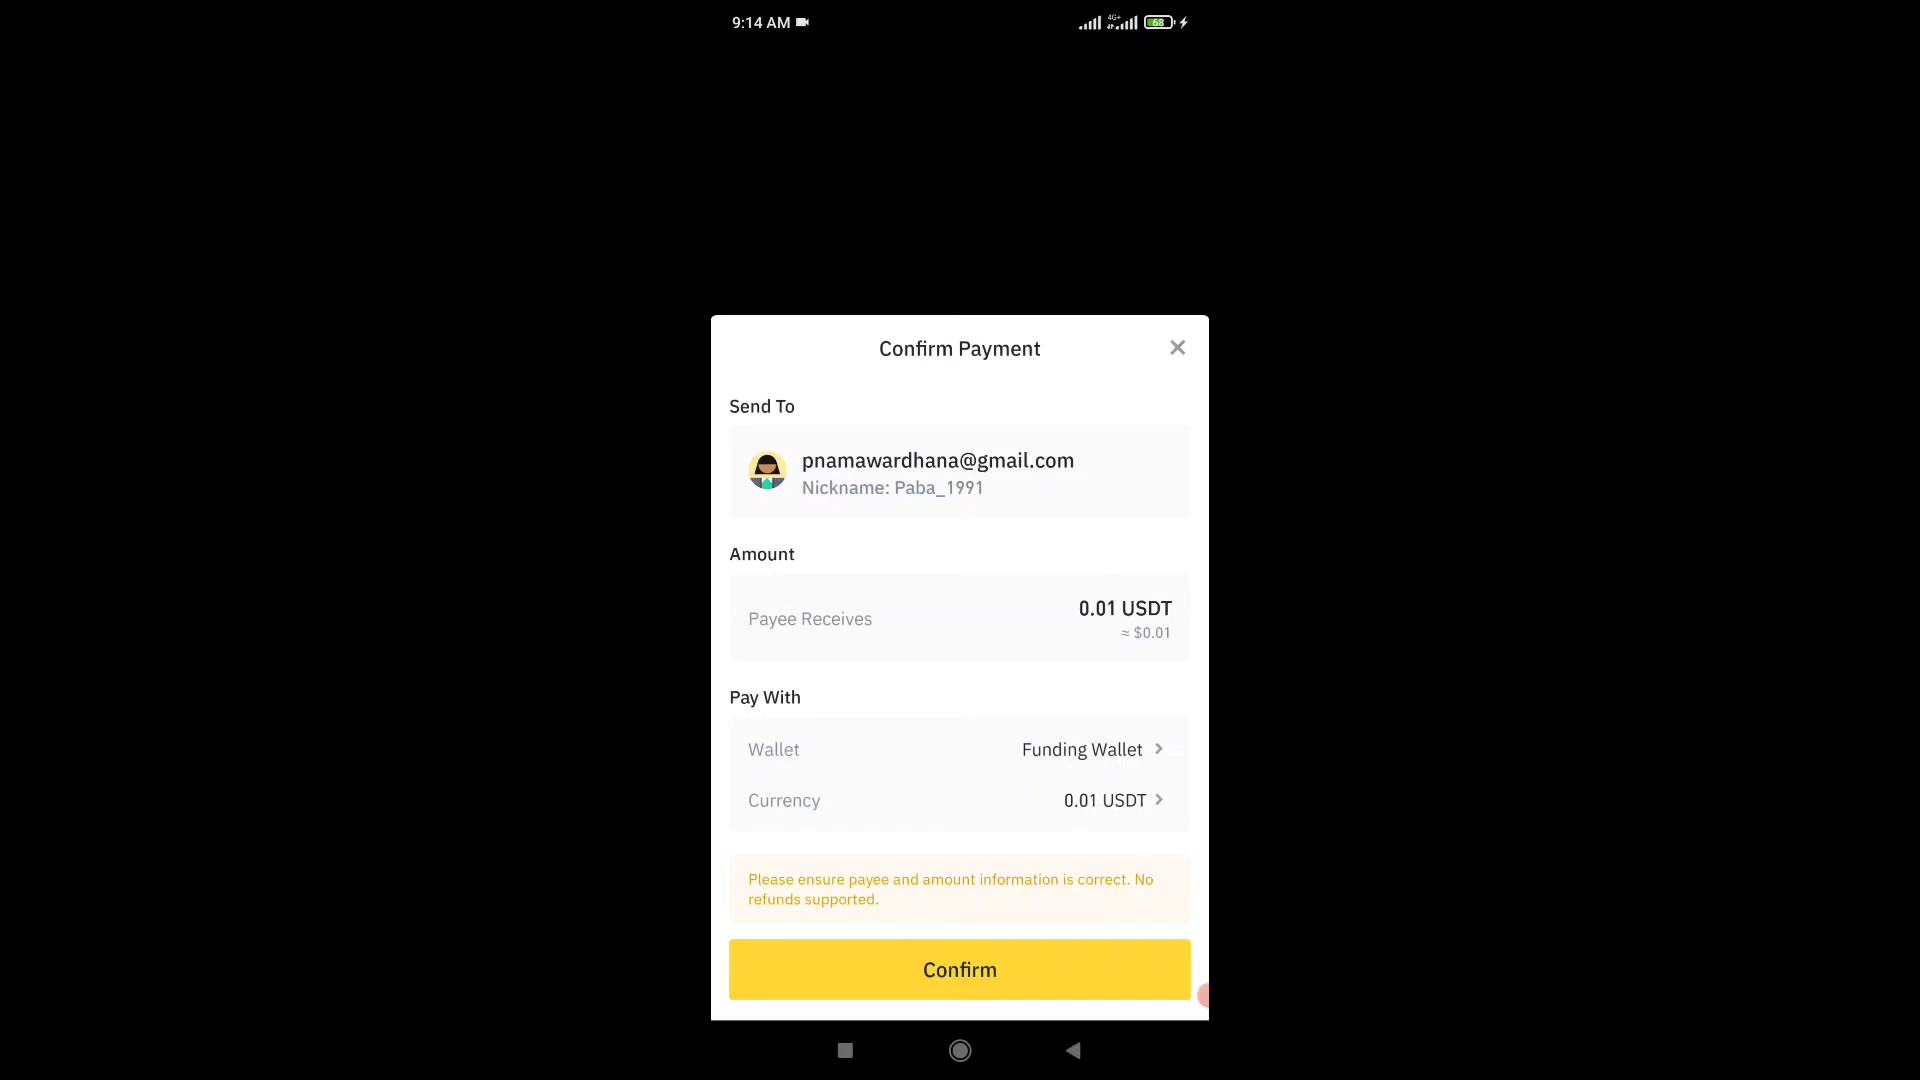 9:14 AM
4G+
68
Confirm Payment
Send To
pnamawardhana@gmail.com
Nickname: Paba_1991
Amount
Payee Receives
0.01 USDT
≈ $0.01
Pay With
Wallet
Funding Wallet
Currency
0.01 USDT
Please ensure payee and amount information is correct. No
refunds supported.
Confirm